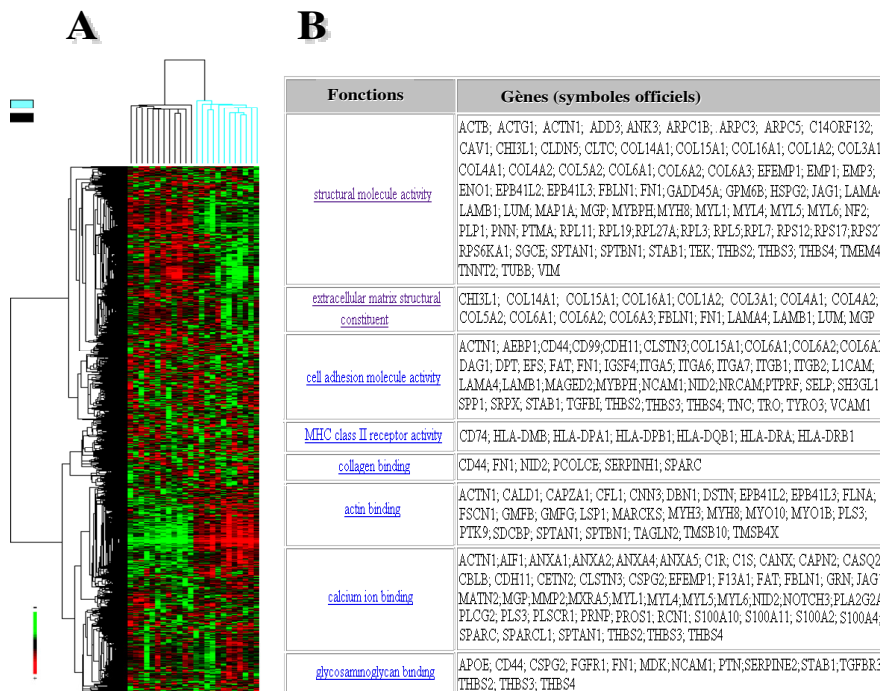 A
B
Fonctions
Gènes (symboles officiels)
structural molecule activity
ACTB; ACTG1; ACTN1; ADD3; ANK3; ARPC1B; ARPC3; ARPC5; C14ORF132;
CAV1; CHI3L1; CLDN5; CLTC; COL14A1; COL15A1; COL16A1; COL1A2; COL3A1
COL4A1; COL4A2; COL5A2; COL6A1; COL6A2; COL6A3; EFEMP1; EMP1; EMP3;
ENO1; EPB41L2; EPB41L3; FBLN1; FN1; GADD45A; GPM6B; HSPG2; JAG1; LAMA4
LAMB1; LUM; MAP1A; MGP; MYBPH; MYH8; MYL1; MYL4; MYL5; MYL6; NF2;
PLP1; PNN; PTMA; RPL11; RPL19; RPL27A; RPL3; RPL5; RPL7; RPS12; RPS17; RPS27
RPS6KA1; SGCE; SPTAN1; SPTBN1; STAB1; TEK; THBS2; THBS3; THBS4; TMEM4
TNNT2; TUBB; VIM
extracellular matrix structural
constituent
CHI3L1; COL14A1; COL15A1; COL16A1; COL1A2; COL3A1; COL4A1; COL4A2;
COL5A2; COL6A1; COL6A2; COL6A3; FBLN1; FN1; LAMA4; LAMB1; LUM; MGP
cell adhesion molecule activity
ACTN1; AEBP1; CD44; CD99; CDH11; CLSTN3; COL15A1; COL6A1; COL6A2; COL6A3
DAG1; DPT; EFS; FAT; FN1; IGSF4; ITGA5; ITGA6; ITGA7; ITGB1; ITGB2; L1CAM;
LAMA4; LAMB1; MAGED2; MYBPH; NCAM1; NID2; NRCAM; PTPRF; SELP; SH3GL1
SPP1; SRPX; STAB1; TGFBI; THBS2; THBS3; THBS4; TNC; TRO; TYRO3; VCAM1
MHC class II receptor activity
CD74; HLA-DMB; HLA-DPA1; HLA-DPB1; HLA-DQB1; HLA-DRA; HLA-DRB1
collagen binding
CD44; FN1; NID2; PCOLCE; SERPINH1; SPARC
actin binding
ACTN1; CALD1; CAPZA1; CFL1; CNN3; DBN1; DSTN; EPB41L2; EPB41L3; FLNA;
FSCN1; GMFB; GMFG; LSP1; MARCKS; MYH3; MYH8; MYO10; MYO1B; PLS3;
PTK9; SDCBP; SPTAN1; SPTBN1; TAGLN2; TMSB10; TMSB4X
calcium ion binding
ACTN1; AIF1; ANXA1; ANXA2; ANXA4; ANXA5; C1R; C1S; CANX; CAPN2; CASQ2
CBLB; CDH11; CETN2; CLSTN3; CSPG2; EFEMP1; F13A1; FAT; FBLN1; GRN; JAG1
MATN2; MGP; MMP2; MXRA5; MYL1; MYL4; MYL5; MYL6; NID2; NOTCH3; PLA2G2A
PLCG2; PLS3; PLSCR1; PRNP; PROS1; RCN1; S100A10; S100A11; S100A2; S100A4;
SPARC; SPARCL1; SPTAN1; THBS2; THBS3; THBS4
glycosaminoglycan binding
APOE; CD44; CSPG2; FGFR1; FN1; MDK; NCAM1; PTN; SERPINE2; STAB1; TGFBR3
THBS2; THBS3; THBS4